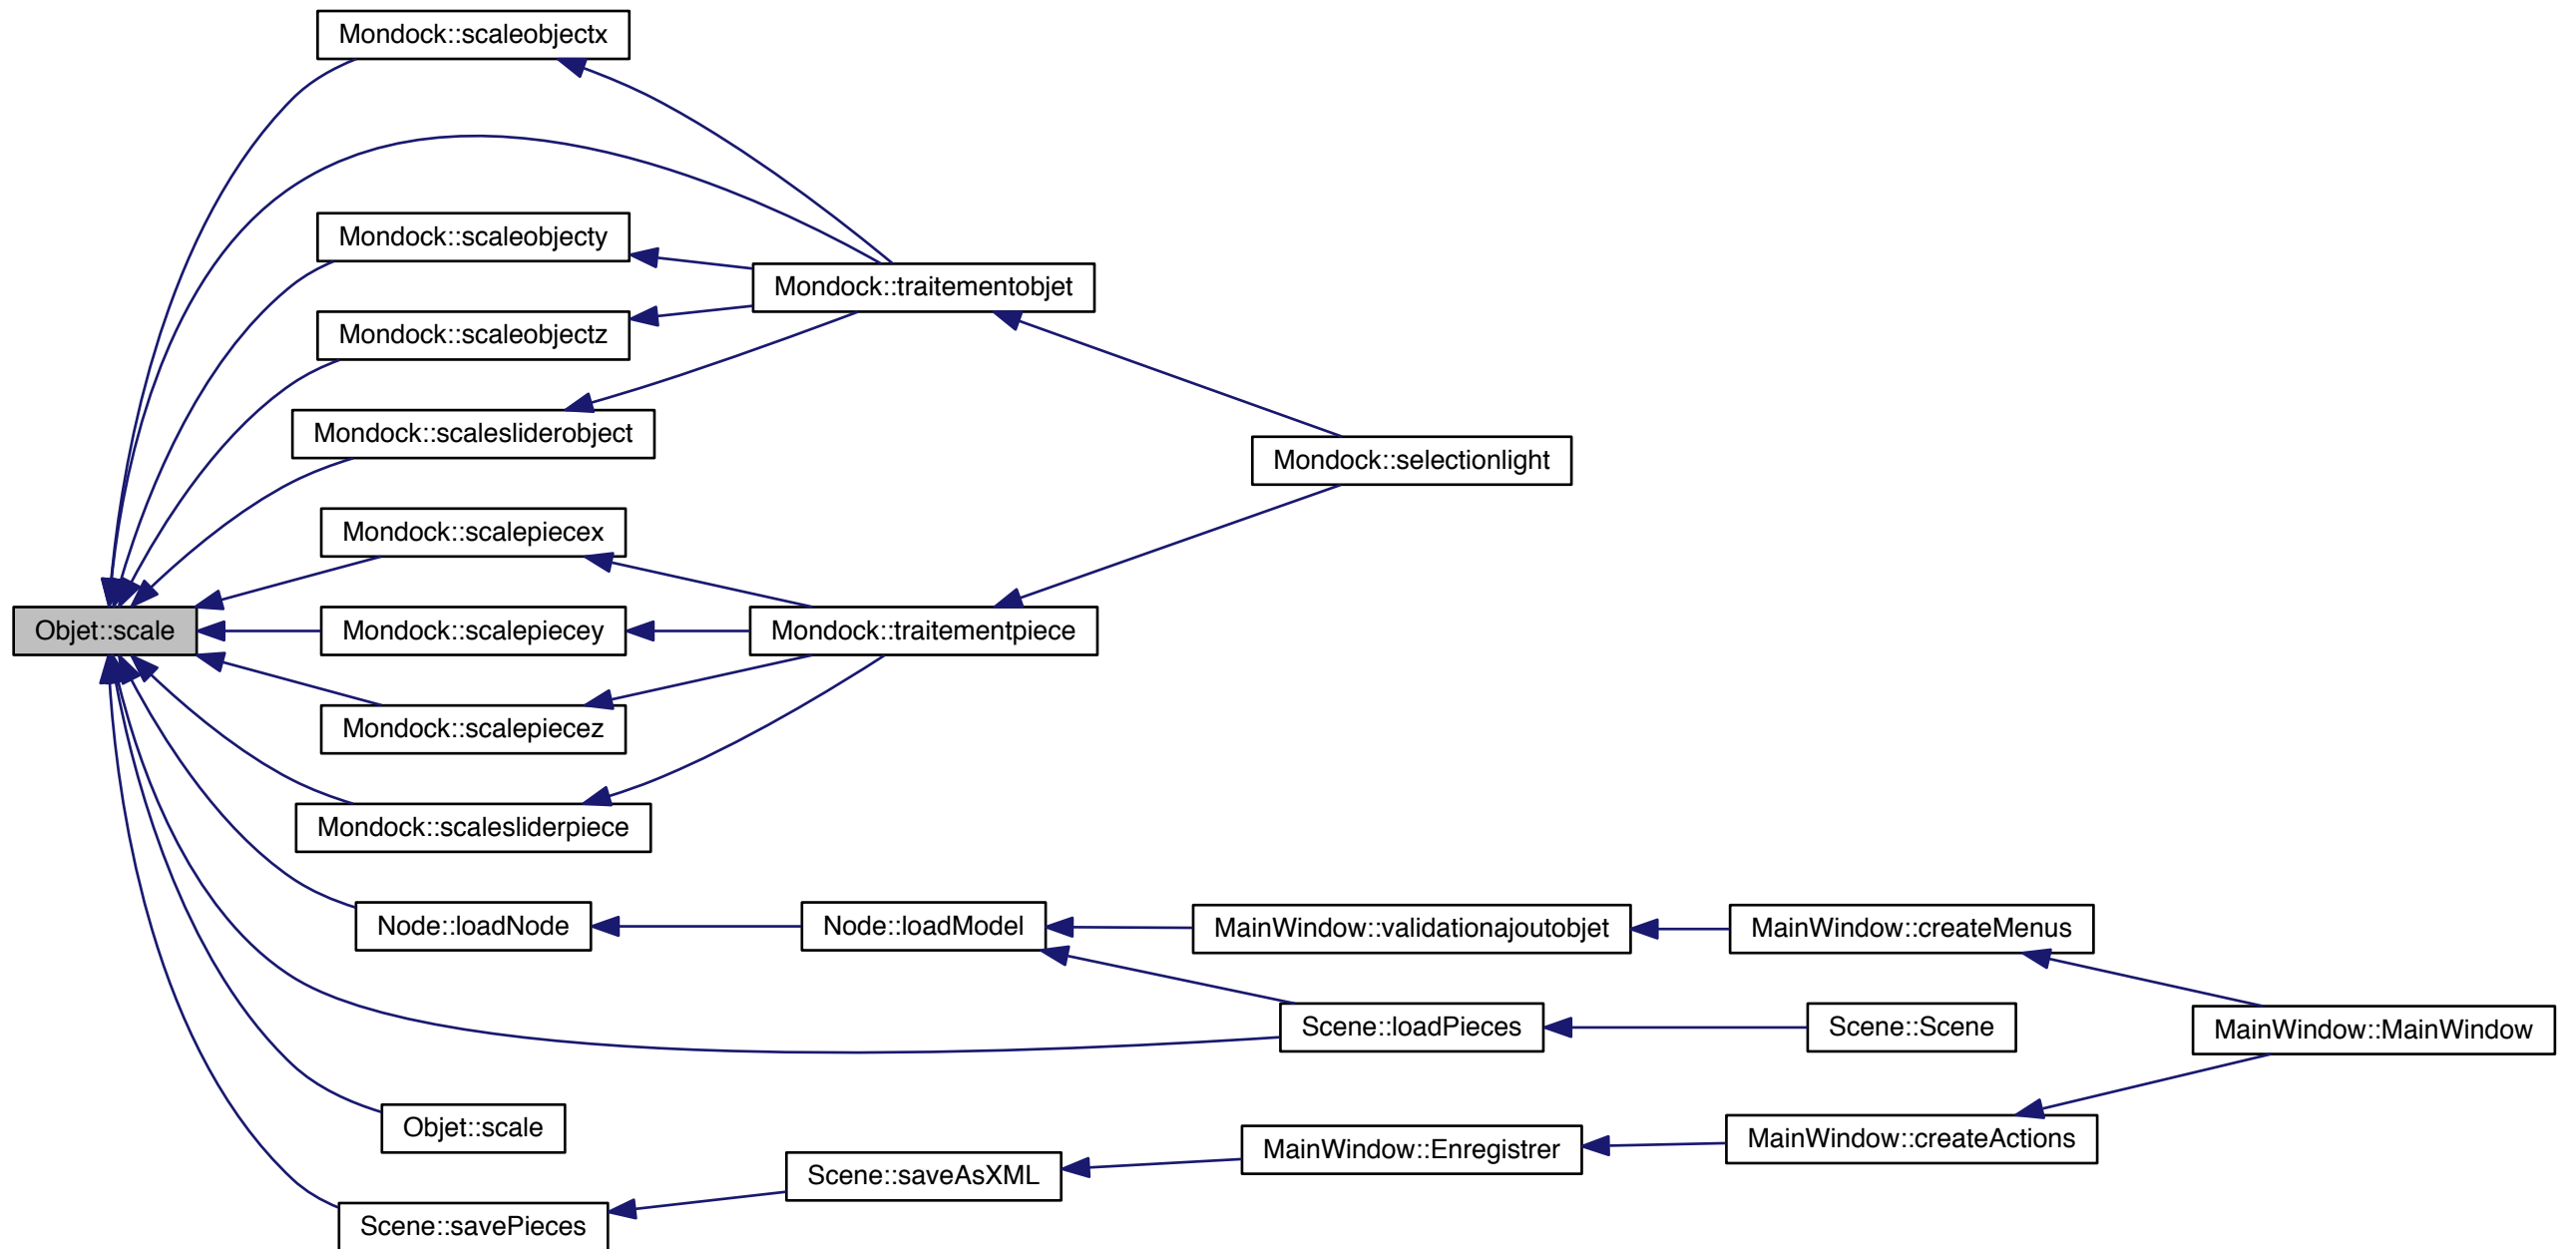 Mondock::scaleobjectx
Mondock::scaleobjecty
Mondock::traitementobjet
Mondock::scaleobjectz
Mondock::scalesliderobject
Mondock::selectionlight
Mondock::scalepiecex
Objet::scale
Mondock::scalepiecey
Mondock::traitementpiece
Mondock::scalepiecez
Mondock::scalesliderpiece
Node::loadNode
Node::loadModel
MainWindow::validationajoutobjet
MainWindow::createMenus
Scene::loadPieces
Scene::Scene
MainWindow::MainWindow
Objet::scale
MainWindow::Enregistrer
MainWindow::createActions
Scene::saveAsXML
Scene::savePieces